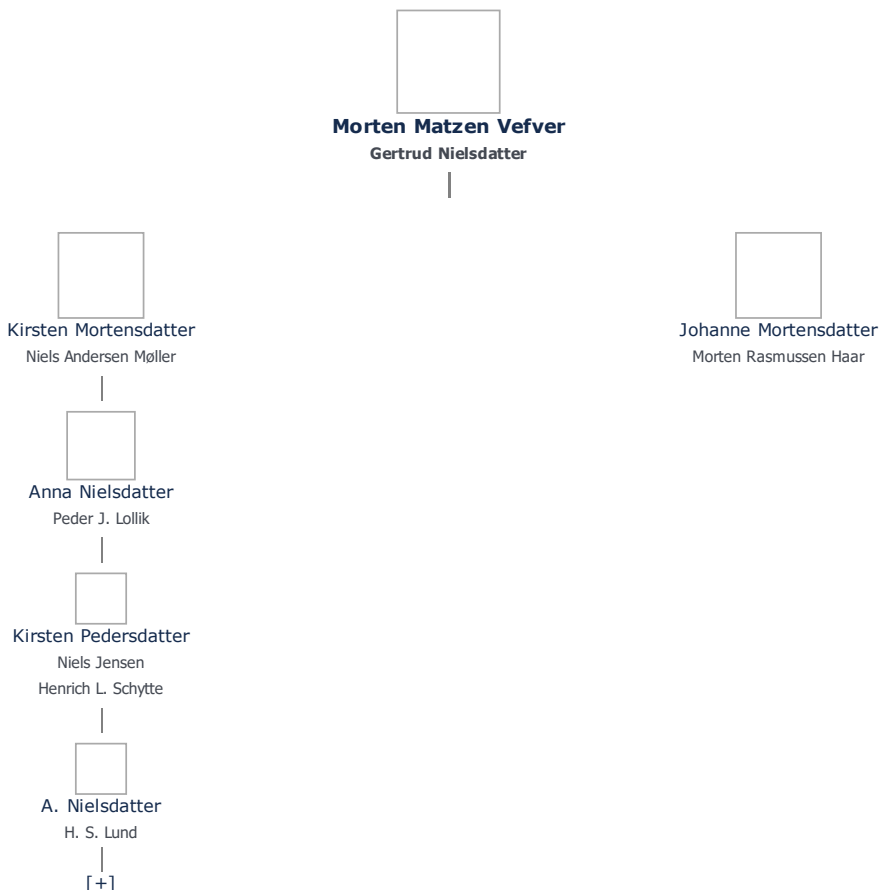 Morten Matzen Vefver
Gertrud Nielsdatter
Kirsten Mortensdatter
Niels Andersen Møller
Johanne Mortensdatter
Morten Rasmussen Haar
Anna Nielsdatter
Peder J. Lollik
Kirsten Pedersdatter
Niels Jensen
Henrich L. Schytte
A. Nielsdatter
H. S. Lund
[+]